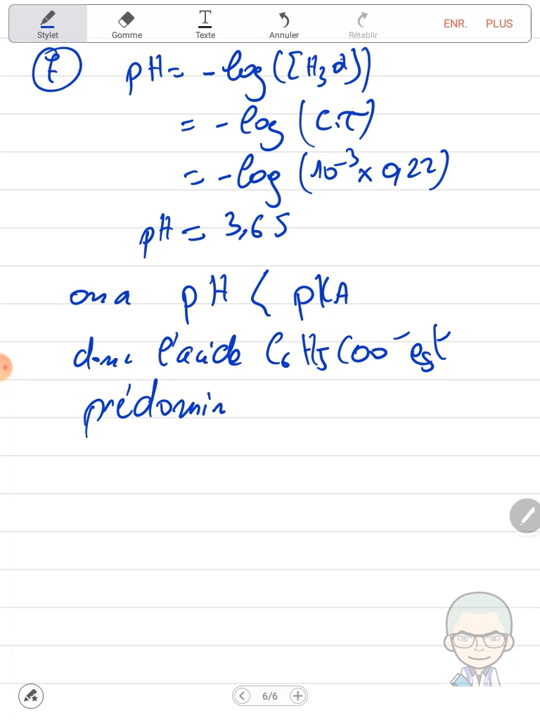 Stylet Gomme Texte Annuler Rétablir ENR. PLUS
7 pH = -log([H3O+])
= -log(C.τ)
= -log(10⁻³ × 0,22)
pH = 3,65
on a pH < pKA
donc l'acide C6H5COO⁻ est
prédomin
6/6